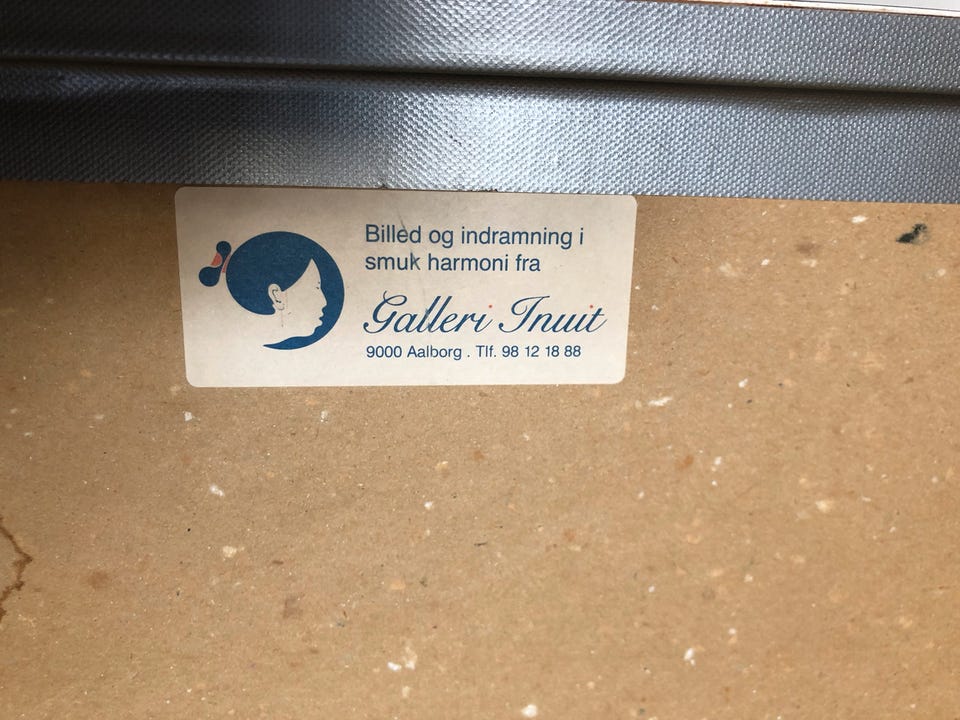 Billed og indramning i
smuk harmoni fra
Galleri Inuit
9000 Aalborg . Tlf. 98 12 18 88